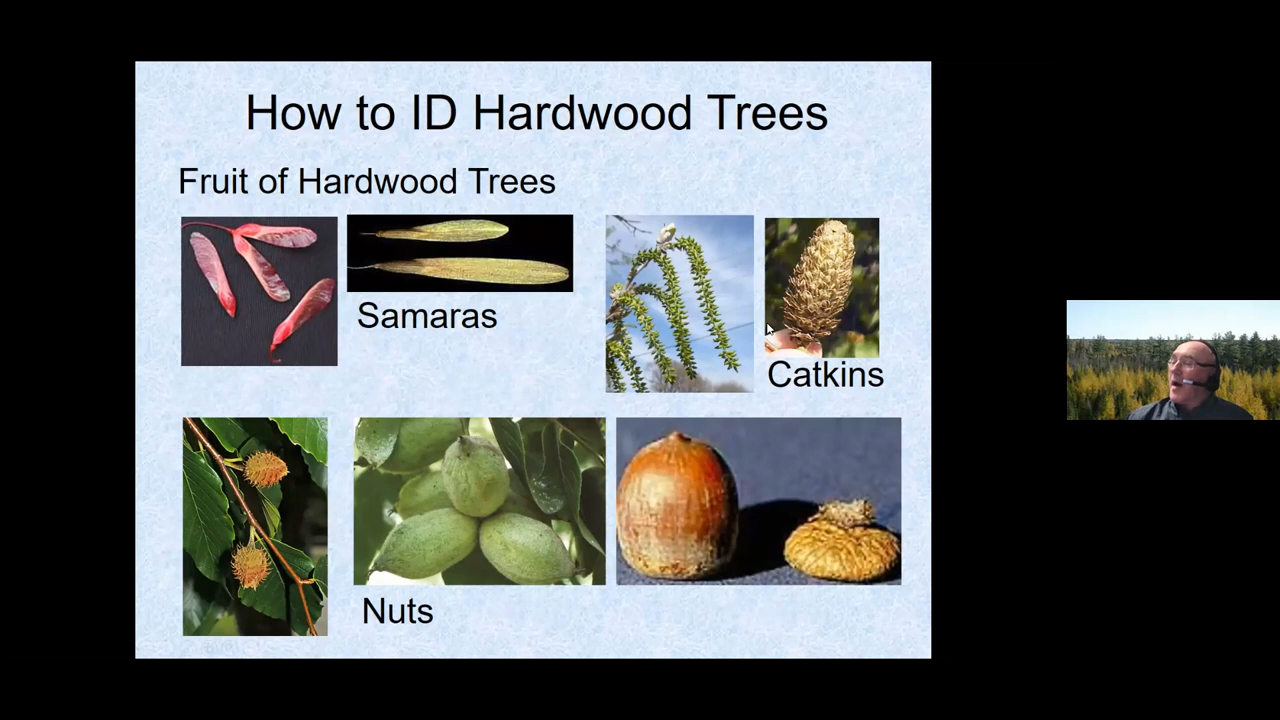 How to ID Hardwood Trees
Fruit of Hardwood Trees
Samaras
Catkins
Nuts